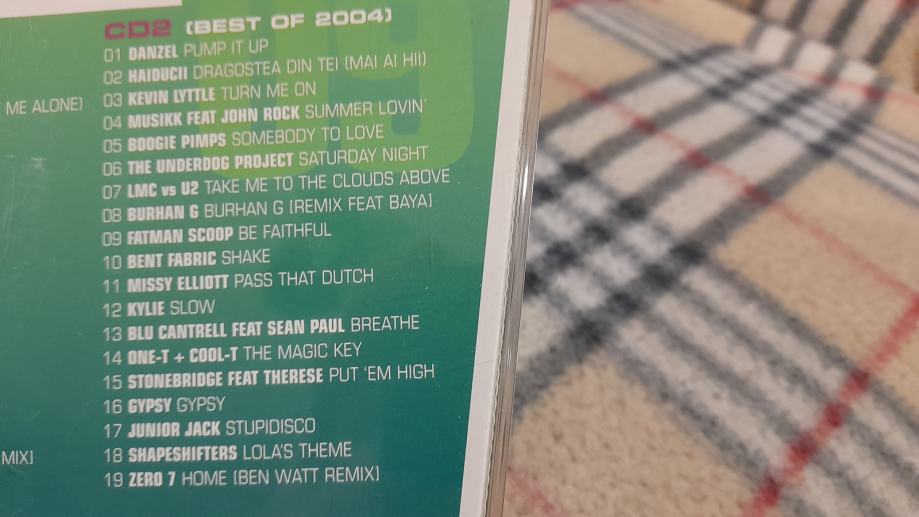 CD2 (BEST OF 2004)
01 DANZEL PUMP IT UP
02 HAIDUCII DRAGOSTEA DIN TEI (MAI AI HII)
ME ALONE)
03 KEVIN LYTTLE TURN ME ON
04 MUSIKK FEAT JOHN ROCK SUMMER LOVIN'
05 BOOGIE PIMPS SOMEBODY TO LOVE
06 THE UNDERDOG PROJECT SATURDAY NIGHT
07 LMC vs U2 TAKE ME TO THE CLOUDS ABOVE
08 BURHAN G BURHAN G (REMIX FEAT BAYA)
09 FATMAN SCOOP BE FAITHFUL
10 BENT FABRIC SHAKE
11 MISSY ELLIOTT PASS THAT DUTCH
12 KYLIE SLOW
13 BLU CANTRELL FEAT SEAN PAUL BREATHE
14 ONE-T + COOL-T THE MAGIC KEY
15 STONEBRIDGE FEAT THERESE PUT 'EM HIGH
16 GYPSY GYPSY
17 JUNIOR JACK STUPIDISCO
MIX)
18 SHAPESHIFTERS LOLA'S THEME
19 ZERO 7 HOME (BEN WATT REMIX)